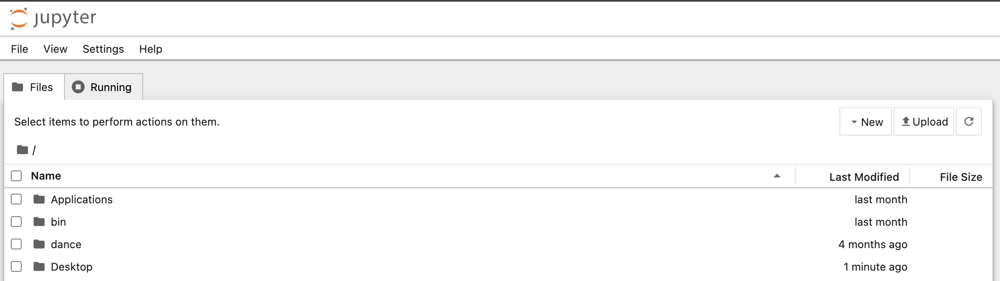 jupyter
File View Settings Help
Files Running
Select items to perform actions on them.
New Upload
/
Name Last Modified File Size
Applications last month
bin last month
dance 4 months ago
Desktop 1 minute ago